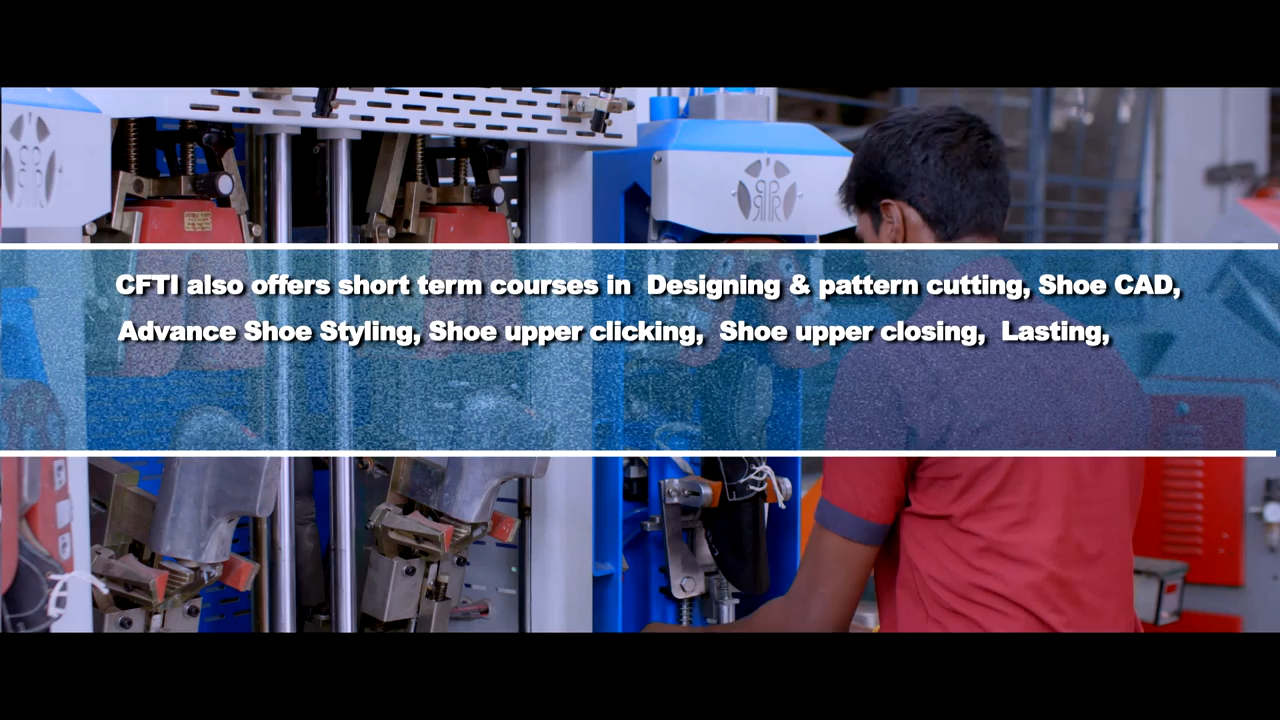 CFTI also offers short term courses in  Designing & pattern cutting, Shoe CAD,
Advance Shoe Styling, Shoe upper clicking,  Shoe upper closing,  Lasting,